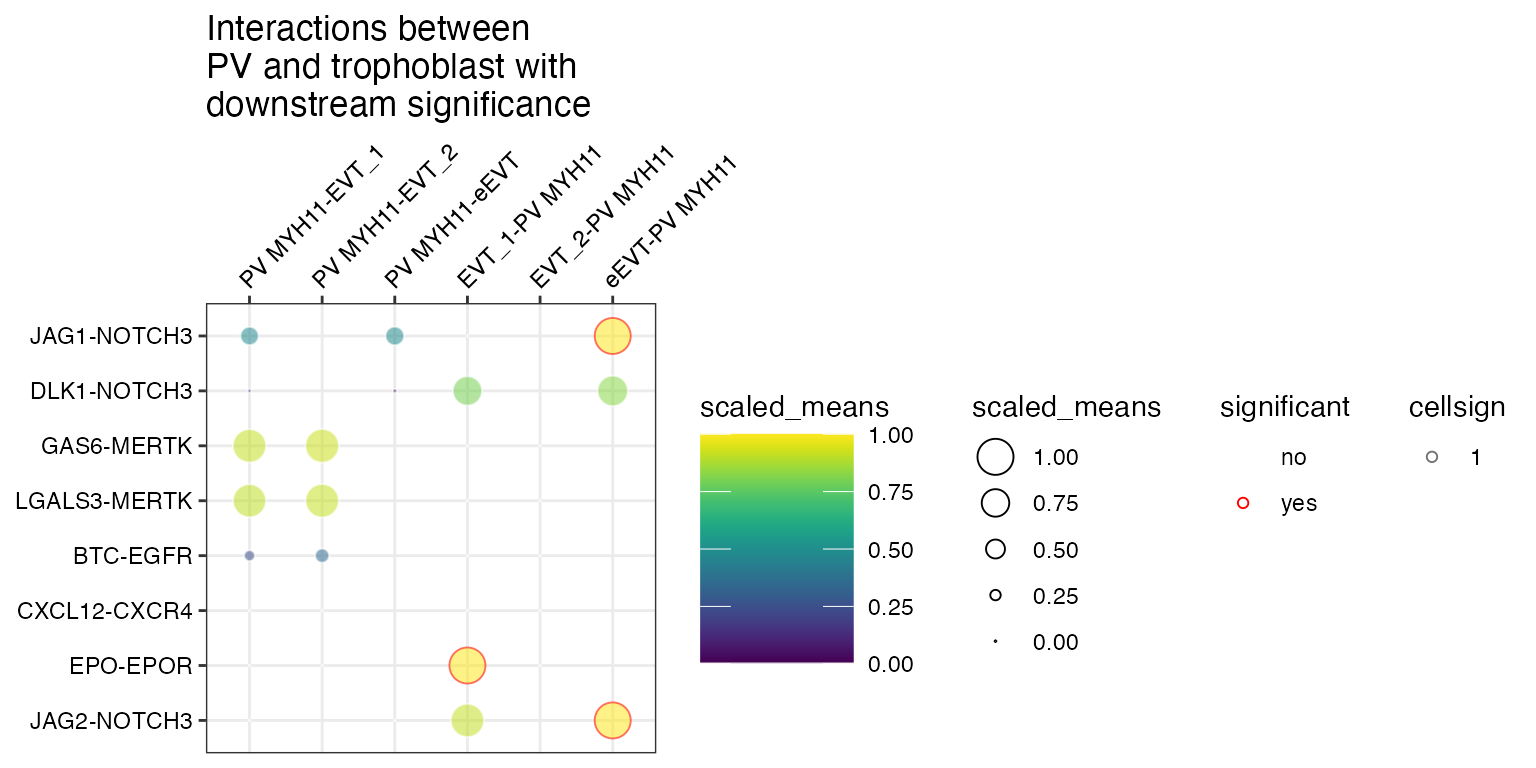 Interactions between
PV and trophoblast with
downstream significance
PV MYH11-EVT_1
PV MYH11-EVT_2
PV MYH11-eEVT
EVT_1-PV MYH11
EVT_2-PV MYH11
eEVT-PV MYH11
JAG1-NOTCH3
DLK1-NOTCH3
GAS6-MERTK
LGALS3-MERTK
BTC-EGFR
CXCL12-CXCR4
EPO-EPOR
JAG2-NOTCH3
scaled_means
1.00
0.75
0.50
0.25
0.00
scaled_means
1.00
0.75
0.50
0.25
0.00
significant
no
yes
cellsign
1